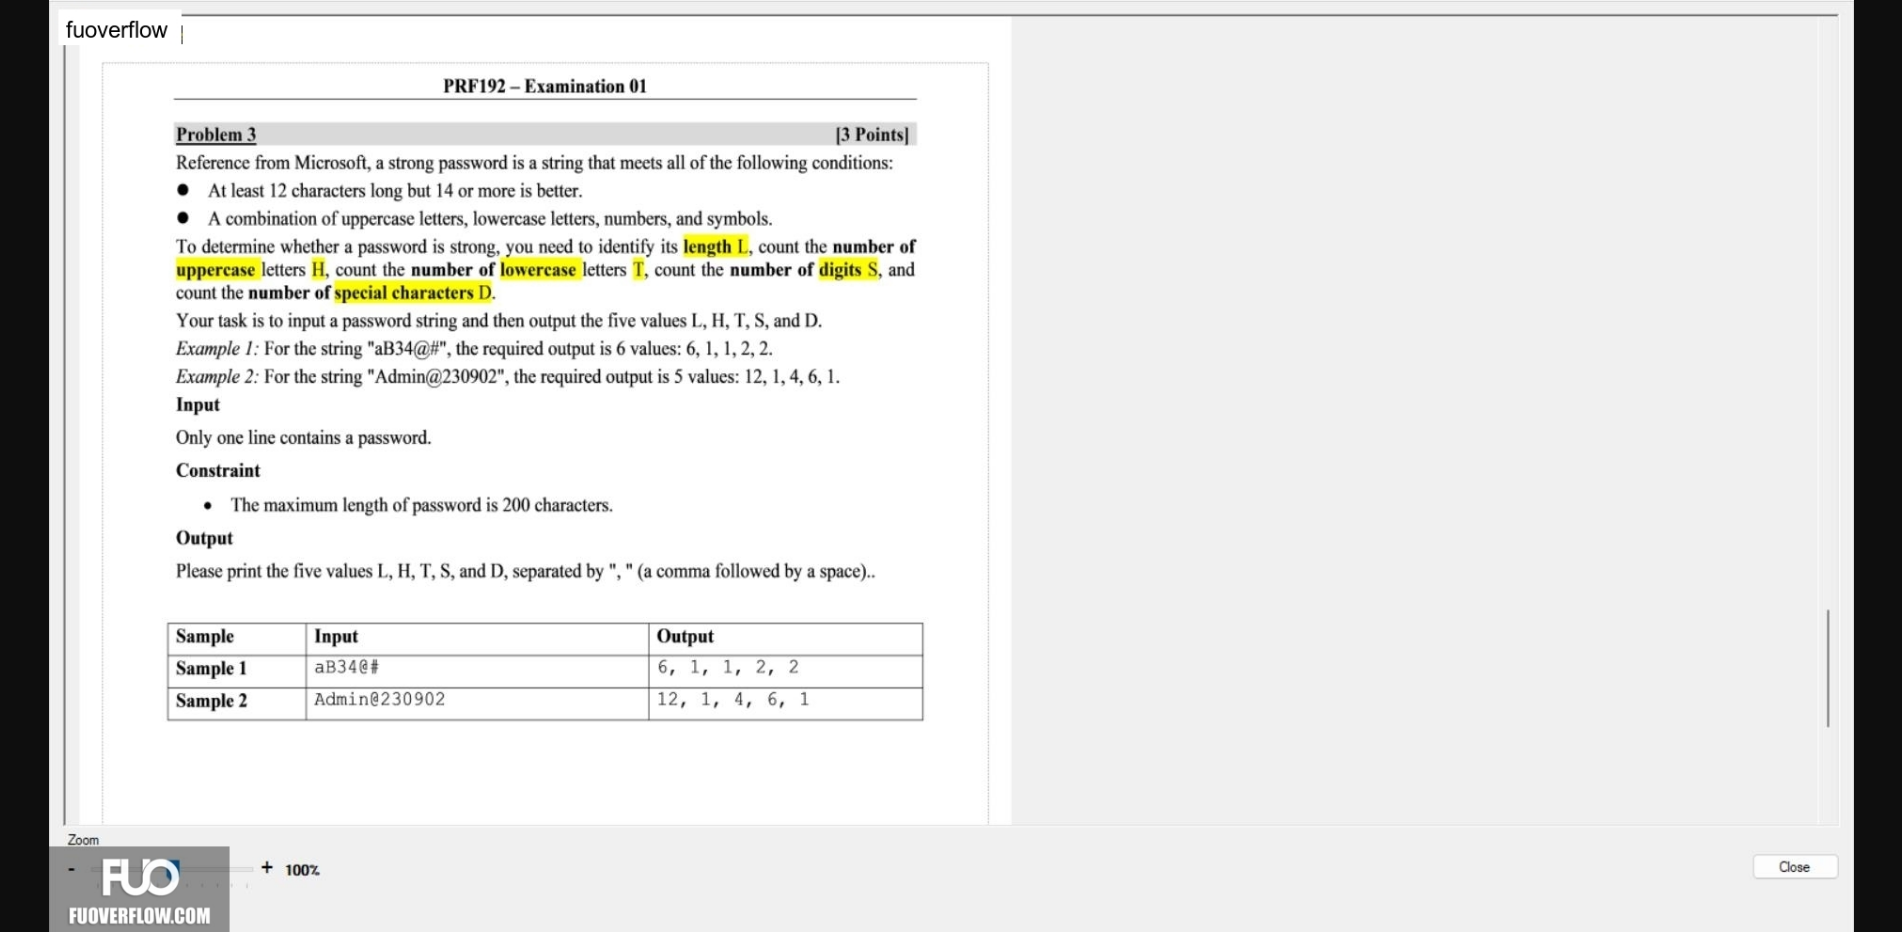 fuoverflow
PRF192 – Examination 01
Problem 3 [3 Points]
Reference from Microsoft, a strong password is a string that meets all of the following conditions:
● At least 12 characters long but 14 or more is better.
● A combination of uppercase letters, lowercase letters, numbers, and symbols.
To determine whether a password is strong, you need to identify its length L, count the number of
uppercase letters H, count the number of lowercase letters T, count the number of digits S, and
count the number of special characters D.
Your task is to input a password string and then output the five values L, H, T, S, and D.
Example 1: For the string "aB34@#", the required output is 6 values: 6, 1, 1, 2, 2.
Example 2: For the string "Admin@230902", the required output is 5 values: 12, 1, 4, 6, 1.
Input
Only one line contains a password.
Constraint
• The maximum length of password is 200 characters.
Output
Please print the five values L, H, T, S, and D, separated by ", " (a comma followed by a space)..
Sample Input Output
Sample 1 aB34@# 6, 1, 1, 2, 2
Sample 2 Admin@230902 12, 1, 4, 6, 1
Zoom
- + 100%
Close
FUO
FUOVERFLOW.COM